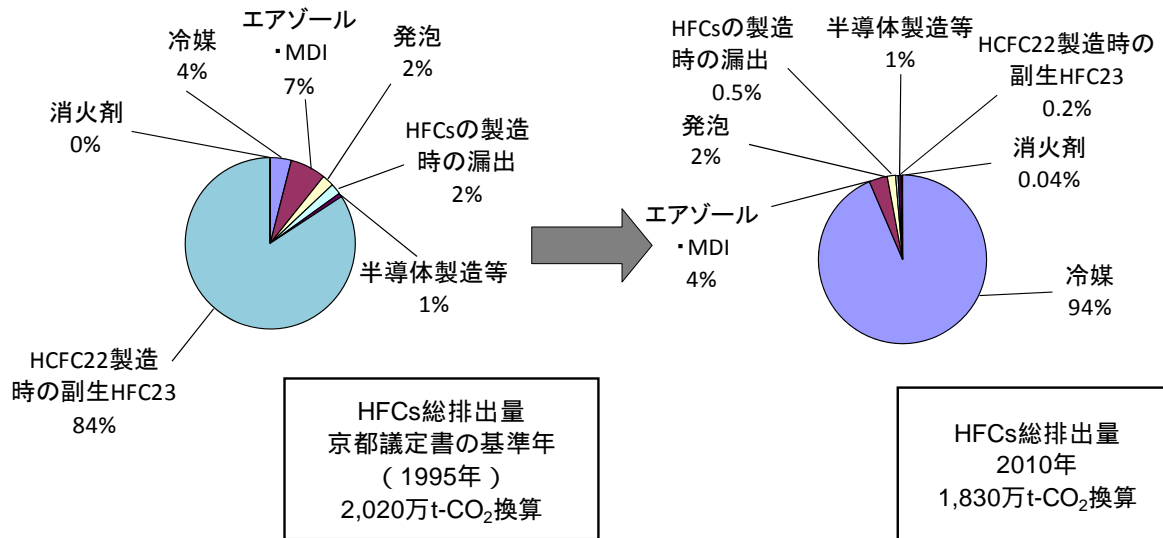 冷媒
4%
エアゾール
・MDI
7%
発泡
2%
消火剤
0%
HFCsの製造
時の漏出
2%
半導体製造等
1%
HCFC22製造
時の副生HFC23
84%
HFCs総排出量
京都議定書の基準年
（1995年）
2,020万t-CO₂換算
HFCsの製造
時の漏出
0.5%
半導体製造等
1%
HCFC22製造時の
副生HFC23
0.2%
発泡
2%
消火剤
0.04%
エアゾール
・MDI
4%
冷媒
94%
HFCs総排出量
2010年
1,830万t-CO₂換算